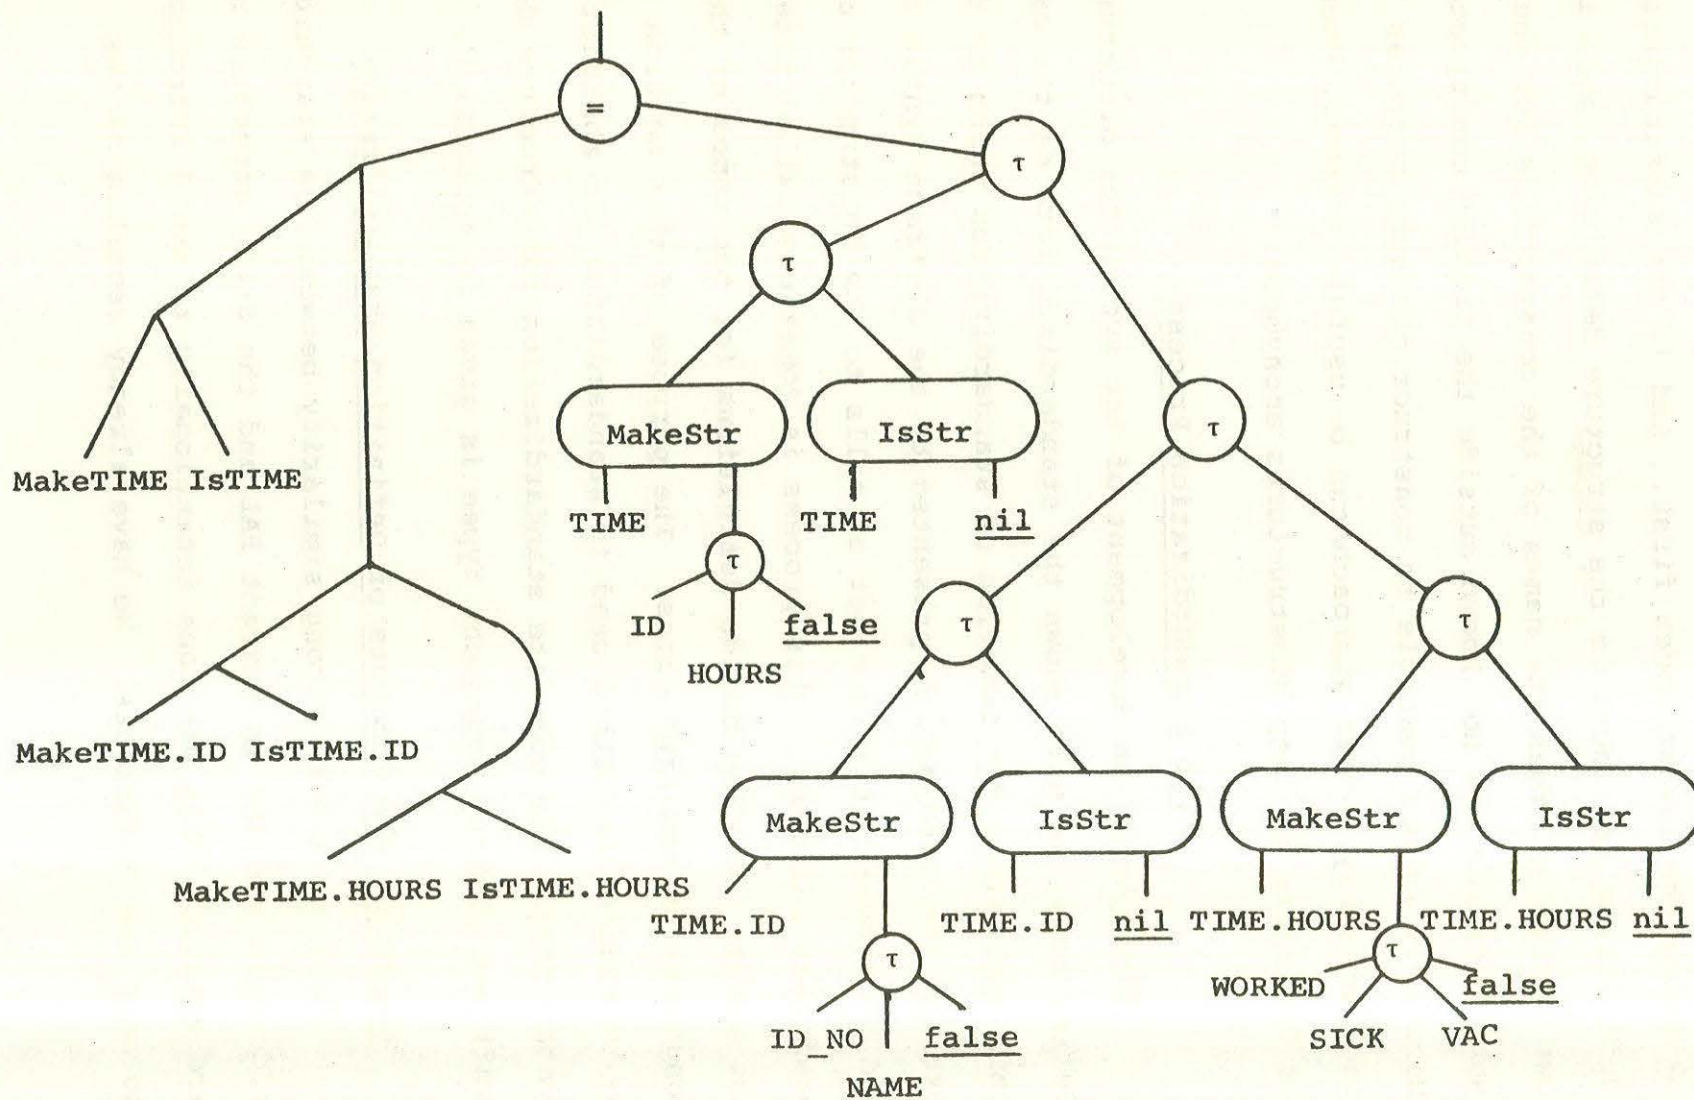 =
τ
τ
MakeStr IsStr
τ
MakeTIME IsTIME
TIME TIME nil
τ
ID false
HOURS
τ τ
MakeTIME.ID IsTIME.ID
MakeStr IsStr MakeStr IsStr
MakeTIME.HOURS IsTIME.HOURS
TIME.ID TIME.ID nil TIME.HOURS TIME.HOURS nil
τ τ
WORKED false
ID_NO false SICK VAC
NAME